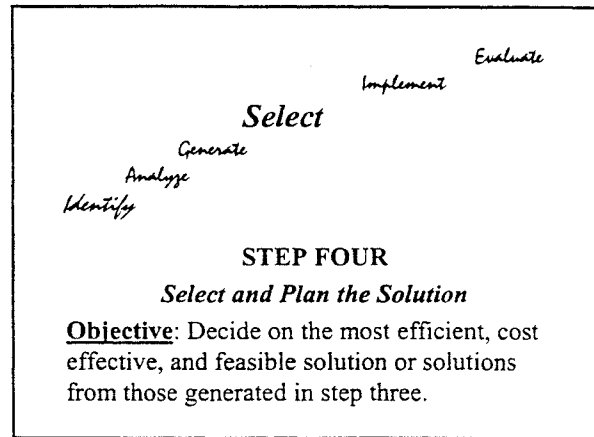 Evaluate
Implement
Select
Generate
Analyze
Identify
STEP FOUR
Select and Plan the Solution
Objective: Decide on the most efficient, cost
effective, and feasible solution or solutions
from those generated in step three.